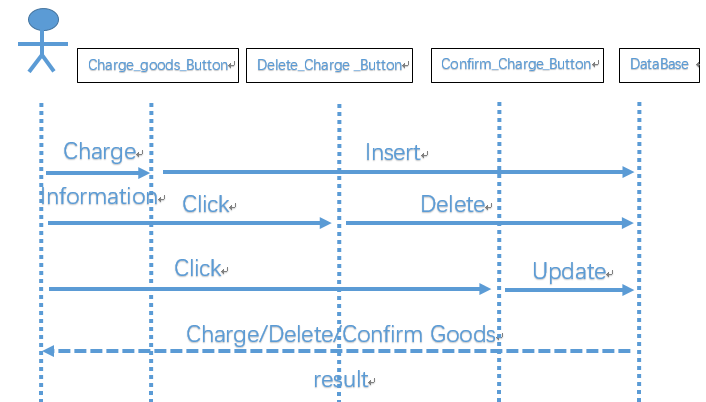 Charge_goods_Button
Delete_Charge _Button
Confirm_Charge_Button
DataBase
Charge
Insert
Information
Click
Delete
Click
Update
Charge/Delete/Confirm Goods
result